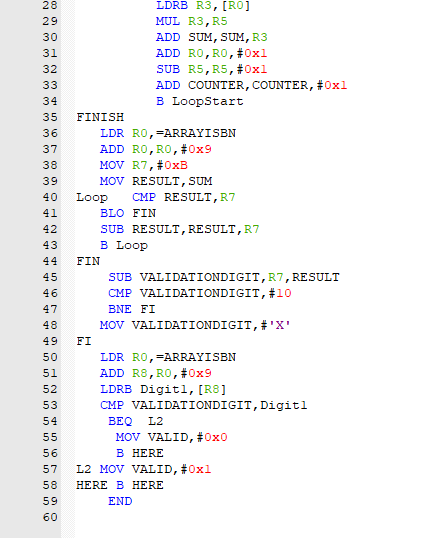 28 LDRB R3,[R0]
29 MUL R3,R5
30 ADD SUM,SUM,R3
31 ADD R0,R0,#0x1
32 SUB R5,R5,#0x1
33 ADD COUNTER,COUNTER,#0x1
34 B LoopStart
35 FINISH
36 LDR R0,=ARRAYISBN
37 ADD R0,R0,#0x9
38 MOV R7,#0xB
39 MOV RESULT,SUM
40 Loop CMP RESULT,R7
41 BLO FIN
42 SUB RESULT,RESULT,R7
43 B Loop
44 FIN
45 SUB VALIDATIONDIGIT,R7,RESULT
46 CMP VALIDATIONDIGIT,#10
47 BNE FI
48 MOV VALIDATIONDIGIT,#'X'
49 FI
50 LDR R0,=ARRAYISBN
51 ADD R8,R0,#0x9
52 LDRB Digit1,[R8]
53 CMP VALIDATIONDIGIT,Digit1
54 BEQ L2
55 MOV VALID,#0x0
56 B HERE
57 L2 MOV VALID,#0x1
58 HERE B HERE
59 END
60